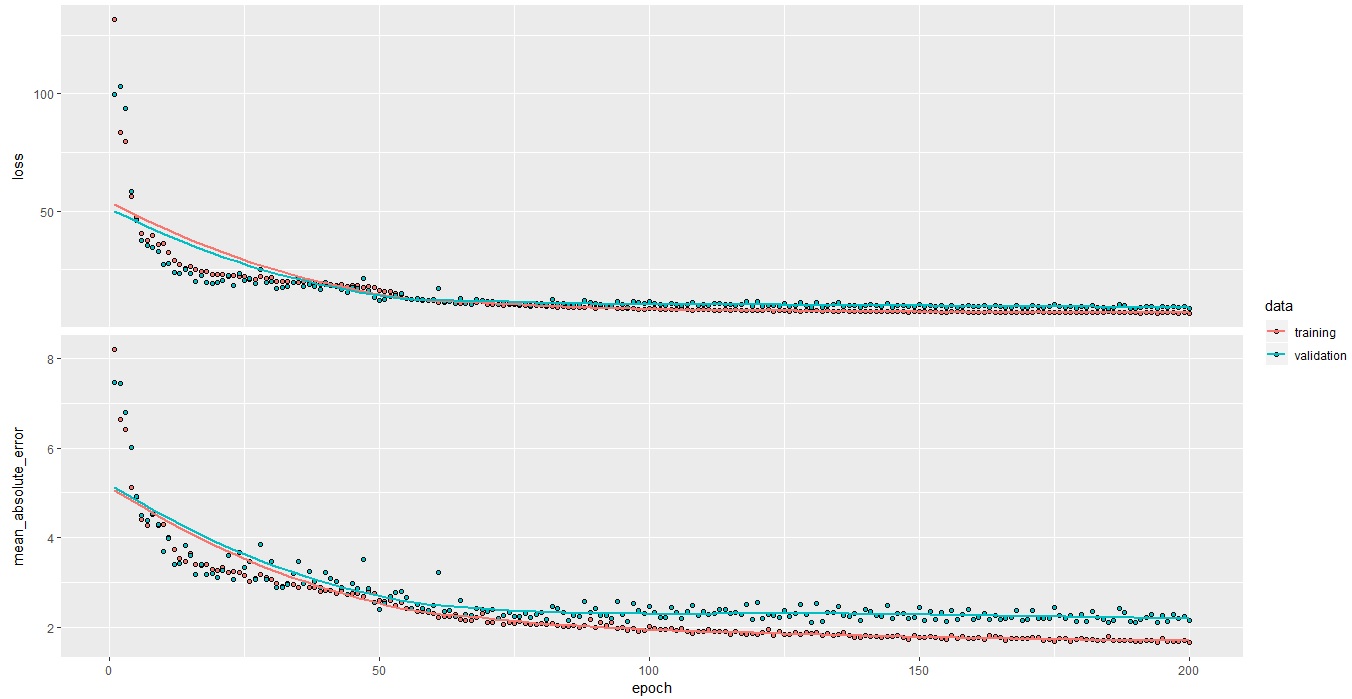 100
50
loss
8
6
4
2
mean_absolute_error
0
50
100
150
200
epoch
data
training
validation